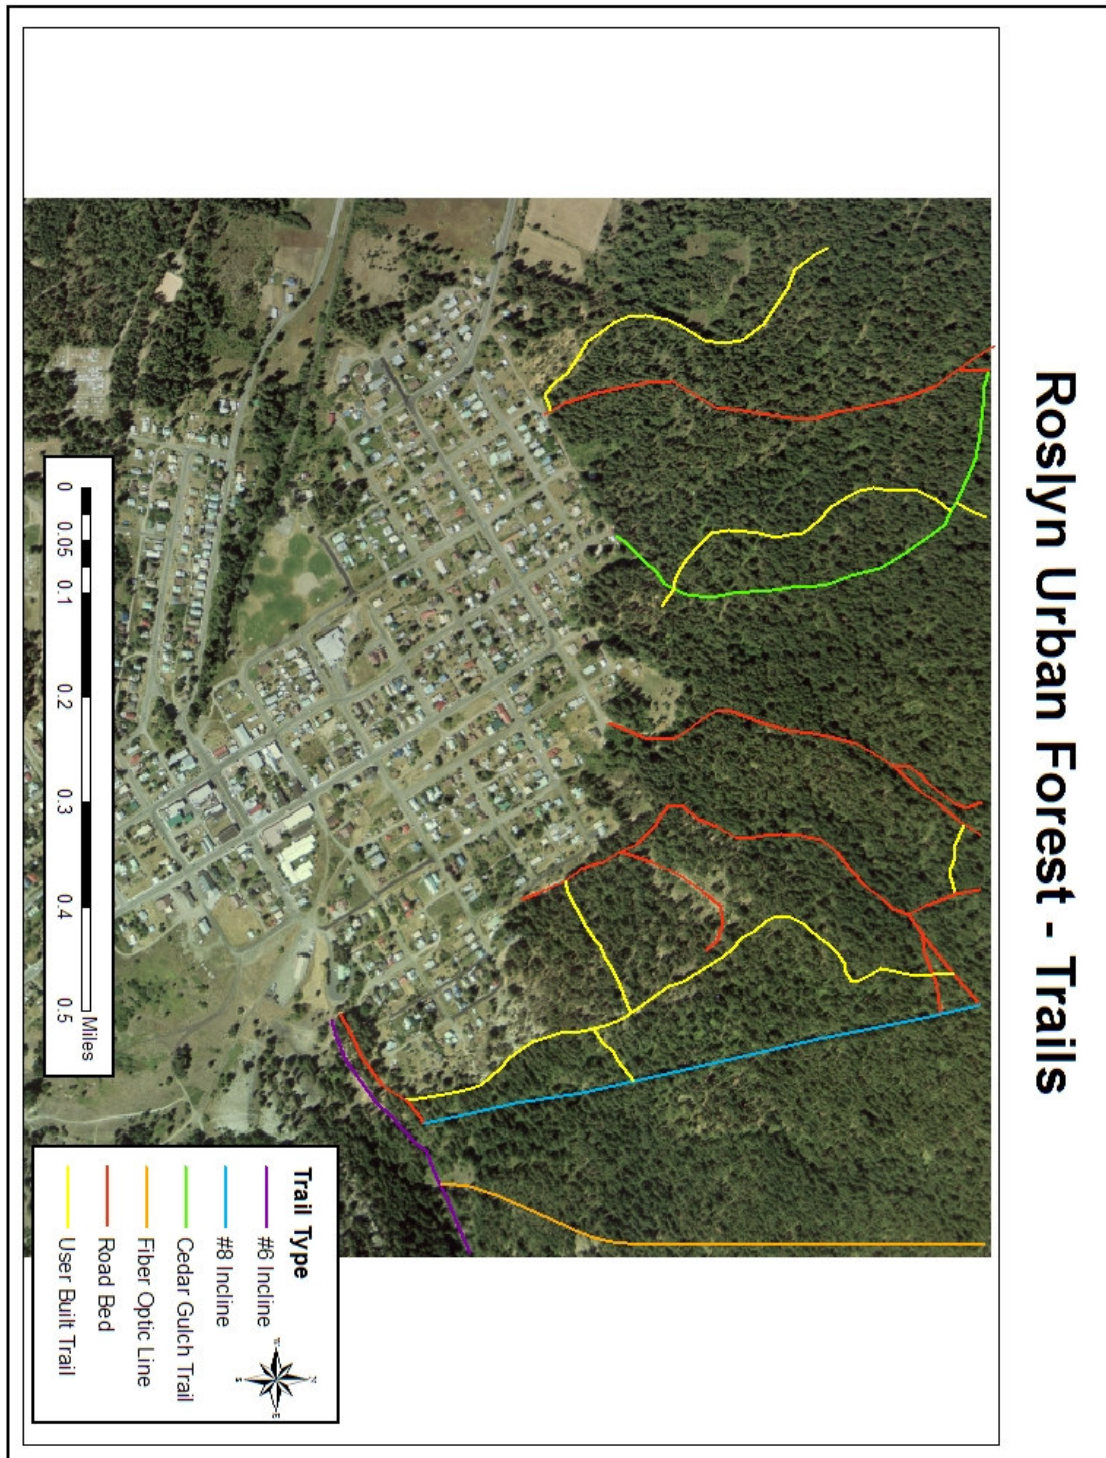 Roslyn Urban Forest - Trails
0 0.05 0.1 0.2 0.3 0.4 0.5
Miles
Trail Type
#6 Incline
#8 Incline
Cedar Gulch Trail
Fiber Optic Line
Road Bed
User Built Trail
N
W
E
S